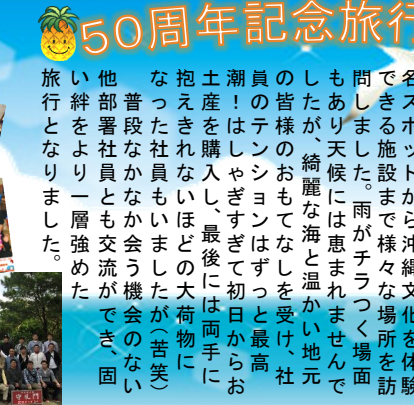 50周年記念旅行
名スポットから沖縄文化を体験
できる施設まで様々な場所を訪
問しました。雨がチラつく場面
もあり天候には恵まれませんで
したが、綺麗な海と温かい地元
の皆様のおもてなしを受け、社
員のテンションはずっと最高
潮！はしゃぎすぎて初日からお
土産を購入し、最後には両手に
抱えきれないほどの大荷物に
なった社員もいましたが(苦笑)
普段なかなか会う機会のない
他部署社員とも交流ができ、固
い絆をより一層強めた
旅行となりました。
守礼門